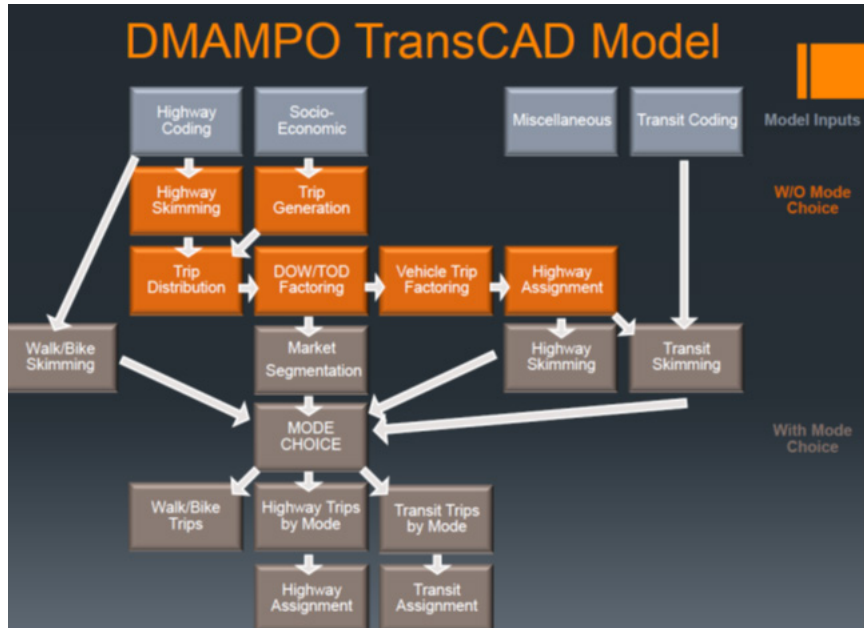 DMAMPO TransCAD Model
Highway
Coding
Socio-
Economic
Miscellaneous
Transit Coding
Model Inputs
Highway
Skimming
Trip
Generation
W/O Mode
Choice
Trip
Distribution
DOW/TOD
Factoring
Vehicle Trip
Factoring
Highway
Assignment
Walk/Bike
Skimming
Market
Segmentation
Highway
Skimming
Transit
Skimming
MODE
CHOICE
With Mode
Choice
Walk/Bike
Trips
Highway Trips
by Mode
Transit Trips
by Mode
Highway
Assignment
Transit
Assignment